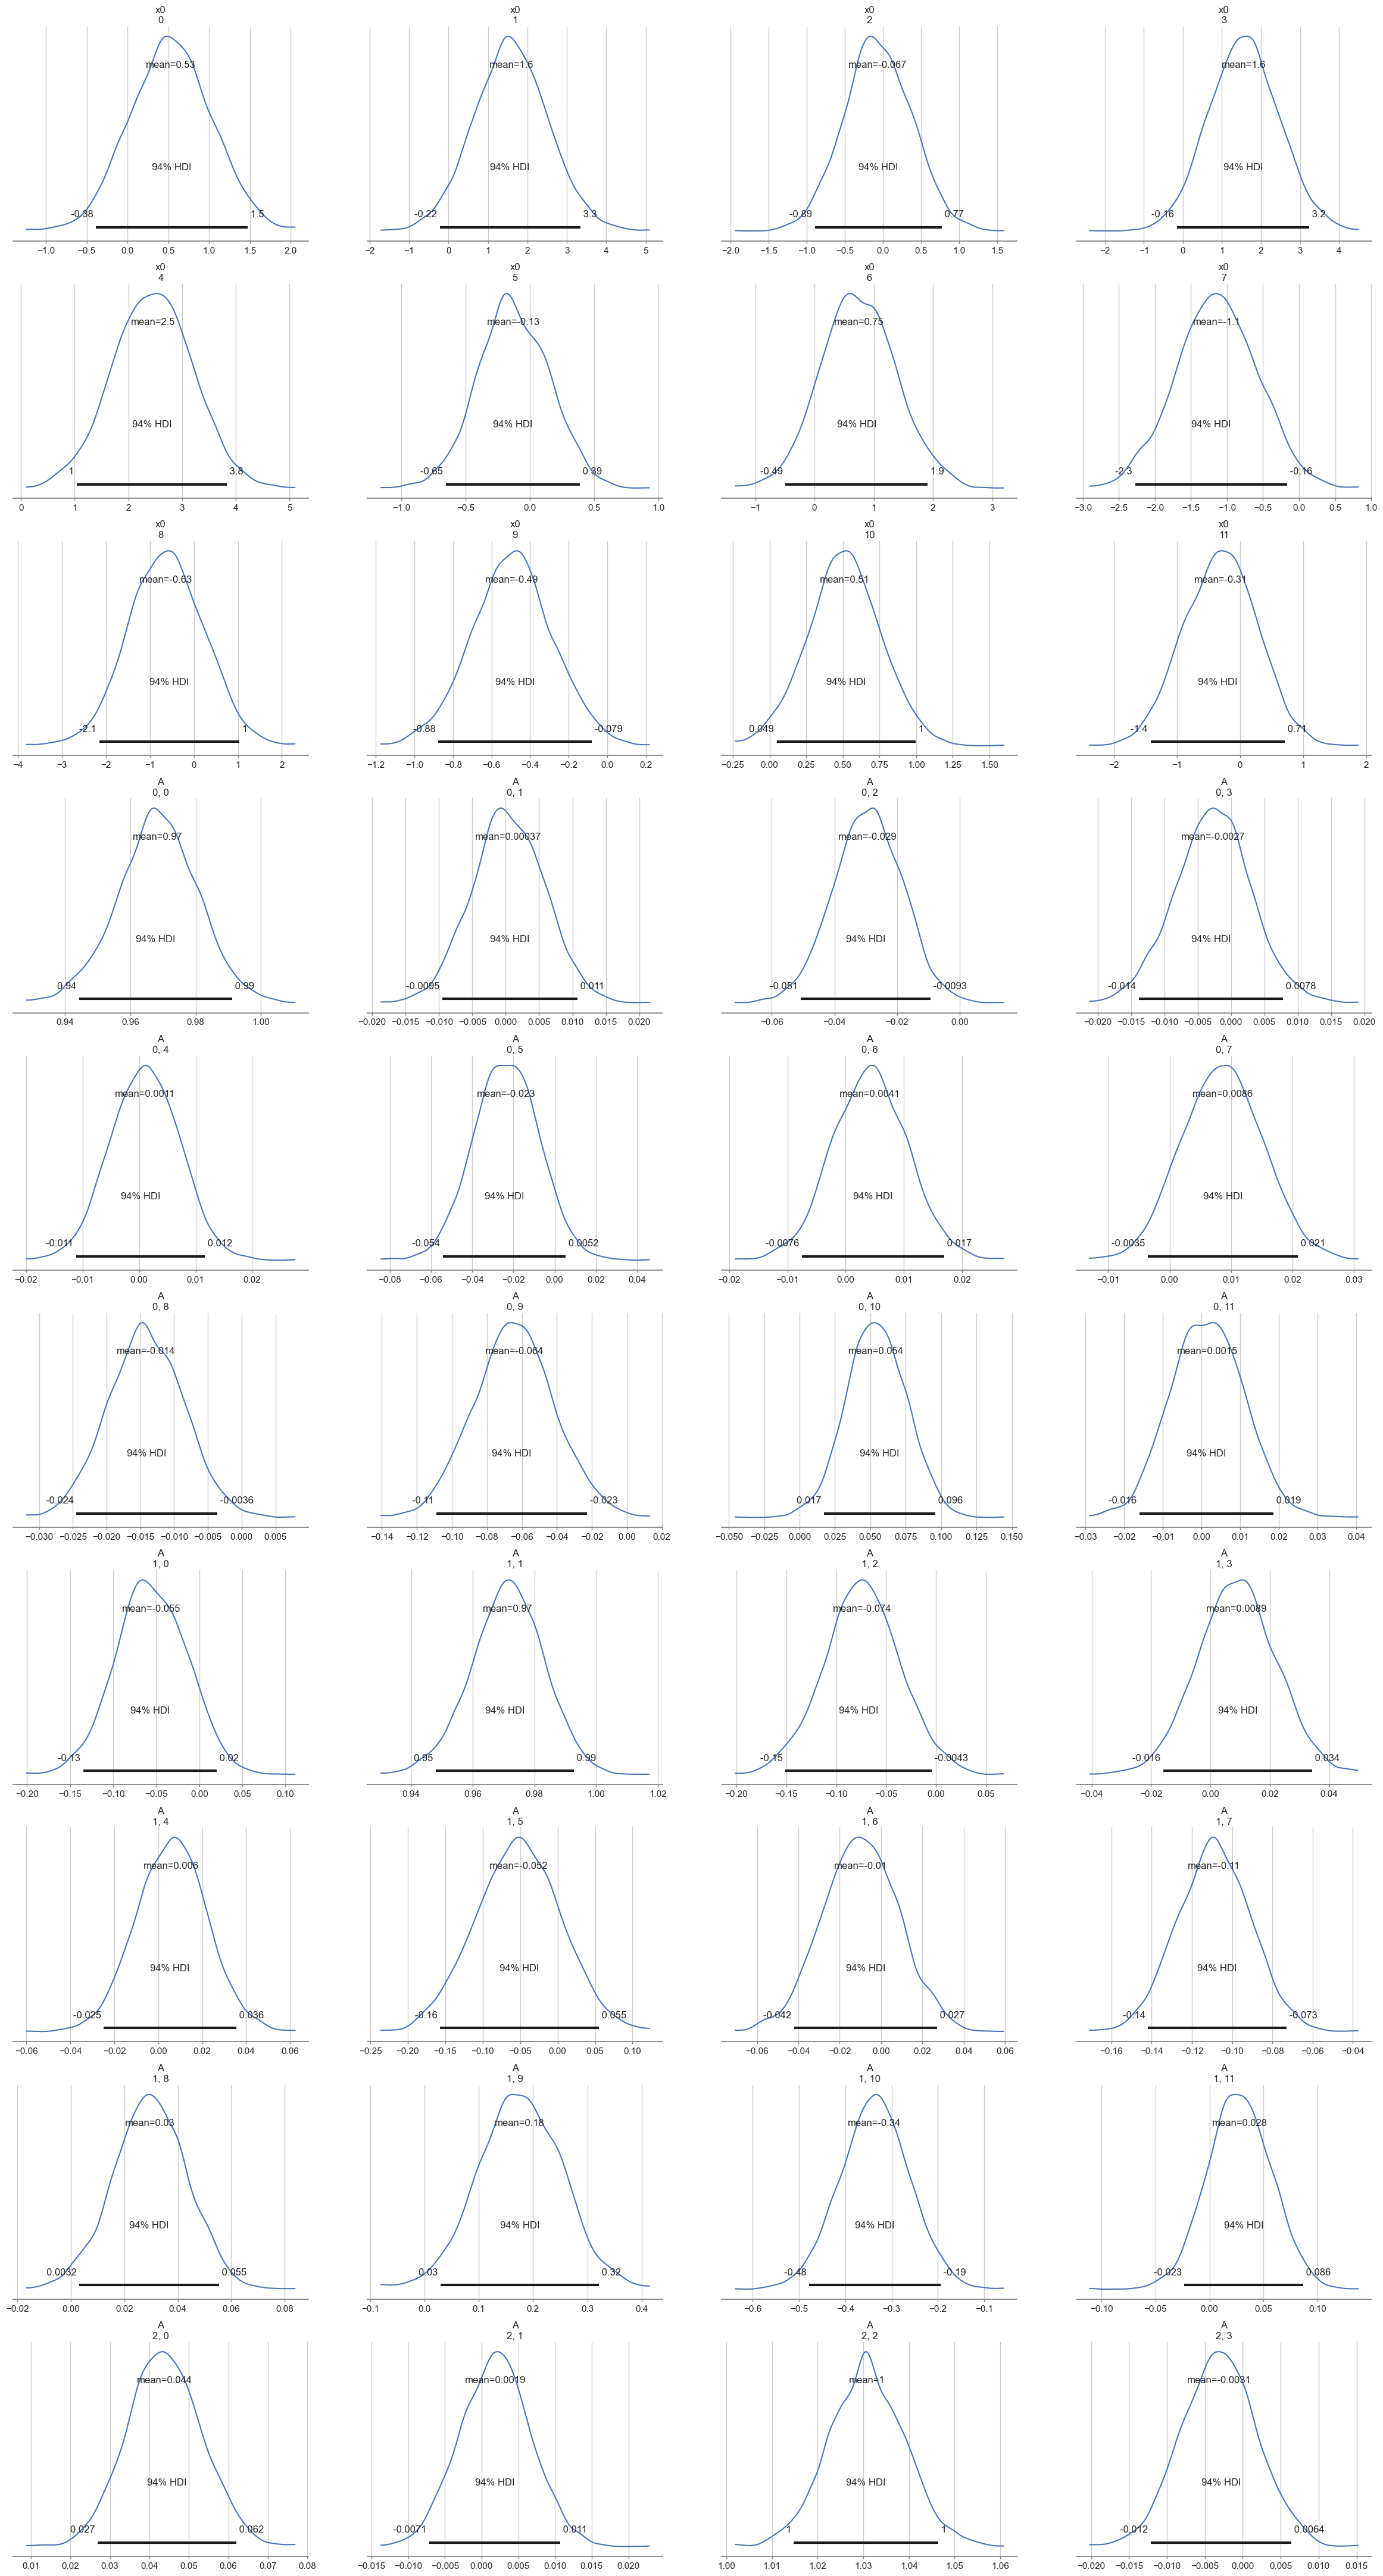 x0
0
mean=0.53
94% HDI
-0.38 1.5
−1.0 −0.5 0.0 0.5 1.0 1.5 2.0
x0
1
mean=1.6
94% HDI
-0.22 3.3
−2 −1 0 1 2 3 4 5
x0
2
mean=-0.067
94% HDI
-0.89 0.77
−2.0 −1.5 −1.0 −0.5 0.0 0.5 1.0 1.5
x0
3
mean=1.6
94% HDI
-0.16 3.2
−2 −1 0 1 2 3 4
x0
4
mean=2.5
94% HDI
1 3.8
0 1 2 3 4 5
x0
5
mean=-0.13
94% HDI
-0.65 0.39
−1.0 −0.5 0.0 0.5 1.0
x0
6
mean=0.75
94% HDI
-0.49 1.9
−1 0 1 2 3
x0
7
mean=-1.1
94% HDI
-2.3 -0.16
−3.0 −2.5 −2.0 −1.5 −1.0 −0.5 0.0 0.5 1.0
x0
8
mean=-0.63
94% HDI
-2.1 1
−4 −3 −2 −1 0 1 2
x0
9
mean=-0.49
94% HDI
-0.88 -0.079
−1.2 −1.0 −0.8 −0.6 −0.4 −0.2 0.0 0.2
x0
10
mean=0.51
94% HDI
0.049 1
−0.25 0.00 0.25 0.50 0.75 1.00 1.25 1.50
x0
11
mean=-0.31
94% HDI
-1.4 0.71
−2 −1 0 1 2
A
0, 0
mean=0.97
94% HDI
0.94 0.99
0.94 0.96 0.98 1.00
A
0, 1
mean=0.00037
94% HDI
-0.0095 0.011
−0.020 −0.015 −0.010 −0.005 0.000 0.005 0.010 0.015 0.020
A
0, 2
mean=-0.029
94% HDI
-0.051 -0.0093
−0.06 −0.04 −0.02 0.00
A
0, 3
mean=-0.0027
94% HDI
-0.014 0.0078
−0.020 −0.015 −0.010 −0.005 0.000 0.005 0.010 0.015 0.020
A
0, 4
mean=0.0011
94% HDI
-0.011 0.012
−0.02 −0.01 0.00 0.01 0.02
A
0, 5
mean=-0.023
94% HDI
-0.054 0.0052
−0.08 −0.06 −0.04 −0.02 0.00 0.02 0.04
A
0, 6
mean=0.0041
94% HDI
-0.0076 0.017
−0.02 −0.01 0.00 0.01 0.02
A
0, 7
mean=0.0086
94% HDI
-0.0035 0.021
−0.01 0.00 0.01 0.02 0.03
A
0, 8
mean=-0.014
94% HDI
-0.024 -0.0036
−0.030 −0.025 −0.020 −0.015 −0.010 −0.005 0.000 0.005
A
0, 9
mean=-0.064
94% HDI
-0.11 -0.023
−0.14 −0.12 −0.10 −0.08 −0.06 −0.04 −0.02 0.00 0.02
A
0, 10
mean=0.054
94% HDI
0.017 0.096
−0.050 −0.025 0.000 0.025 0.050 0.075 0.100 0.125 0.150
A
0, 11
mean=0.0015
94% HDI
-0.016 0.019
−0.03 −0.02 −0.01 0.00 0.01 0.02 0.03 0.04
A
1, 0
mean=-0.055
94% HDI
-0.13 0.02
−0.20 −0.15 −0.10 −0.05 0.00 0.05 0.10
A
1, 1
mean=0.97
94% HDI
0.95 0.99
0.94 0.96 0.98 1.00 1.02
A
1, 2
mean=-0.074
94% HDI
-0.15 -0.0043
−0.20 −0.15 −0.10 −0.05 0.00 0.05
A
1, 3
mean=0.0089
94% HDI
-0.016 0.034
−0.04 −0.02 0.00 0.02 0.04
A
1, 4
mean=0.006
94% HDI
-0.025 0.036
−0.06 −0.04 −0.02 0.00 0.02 0.04 0.06
A
1, 5
mean=-0.052
94% HDI
-0.16 0.055
−0.25 −0.20 −0.15 −0.10 −0.05 0.00 0.05 0.10
A
1, 6
mean=-0.01
94% HDI
-0.042 0.027
−0.06 −0.04 −0.02 0.00 0.02 0.04 0.06
A
1, 7
mean=-0.11
94% HDI
-0.14 -0.073
−0.16 −0.14 −0.12 −0.10 −0.08 −0.06 −0.04
A
1, 8
mean=0.03
94% HDI
0.0032 0.055
−0.02 0.00 0.02 0.04 0.06 0.08
A
1, 9
mean=0.18
94% HDI
0.03 0.32
−0.1 0.0 0.1 0.2 0.3 0.4
A
1, 10
mean=-0.34
94% HDI
-0.48 -0.19
−0.6 −0.5 −0.4 −0.3 −0.2 −0.1
A
1, 11
mean=0.028
94% HDI
-0.023 0.086
−0.10 −0.05 0.00 0.05 0.10
A
2, 0
mean=0.044
94% HDI
0.027 0.062
0.01 0.02 0.03 0.04 0.05 0.06 0.07 0.08
A
2, 1
mean=0.0019
94% HDI
-0.0071 0.011
−0.015 −0.010 −0.005 0.000 0.005 0.010 0.015 0.020
A
2, 2
mean=1
94% HDI
1 1
1.00 1.01 1.02 1.03 1.04 1.05 1.06
A
2, 3
mean=-0.0031
94% HDI
-0.012 0.0064
−0.020 −0.015 −0.010 −0.005 0.000 0.005 0.010 0.015